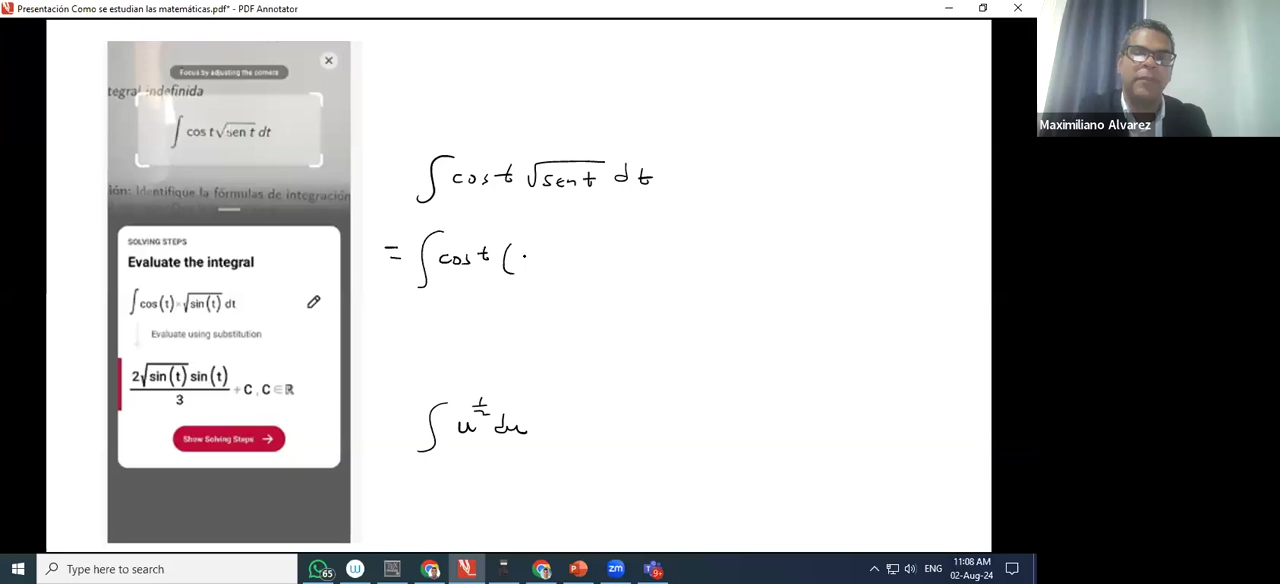 Presentación Como se estudian las matemáticas.pdf* - PDF Annotator
Focus by adjusting the corners
tegral indefinida
∫ cos t √sen t dt
ión: Identifique la fórmulas de integración
SOLVING STEPS
Evaluate the integral
∫ cos(t) × √sin(t) dt
Evaluate using substitution
2√sin(t) sin(t) / 3 + C, C ∈ ℝ
Show Solving Steps →
∫ cos t √sen t dt
= ∫ cos t (
∫ u^1/2 du
Maximiliano Alvarez
Type here to search
65
9+
ENG
11:08 AM
02-Aug-24